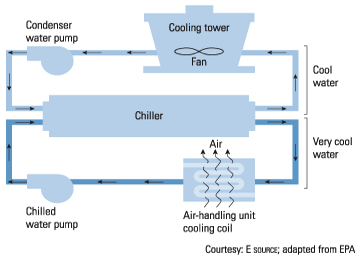 Condenser
water pump
Cooling tower
Fan
Cool
water
Chiller
Very cool
water
Air
Chilled
water pump
Air-handling unit
cooling coil
Courtesy: E SOURCE; adapted from EPA